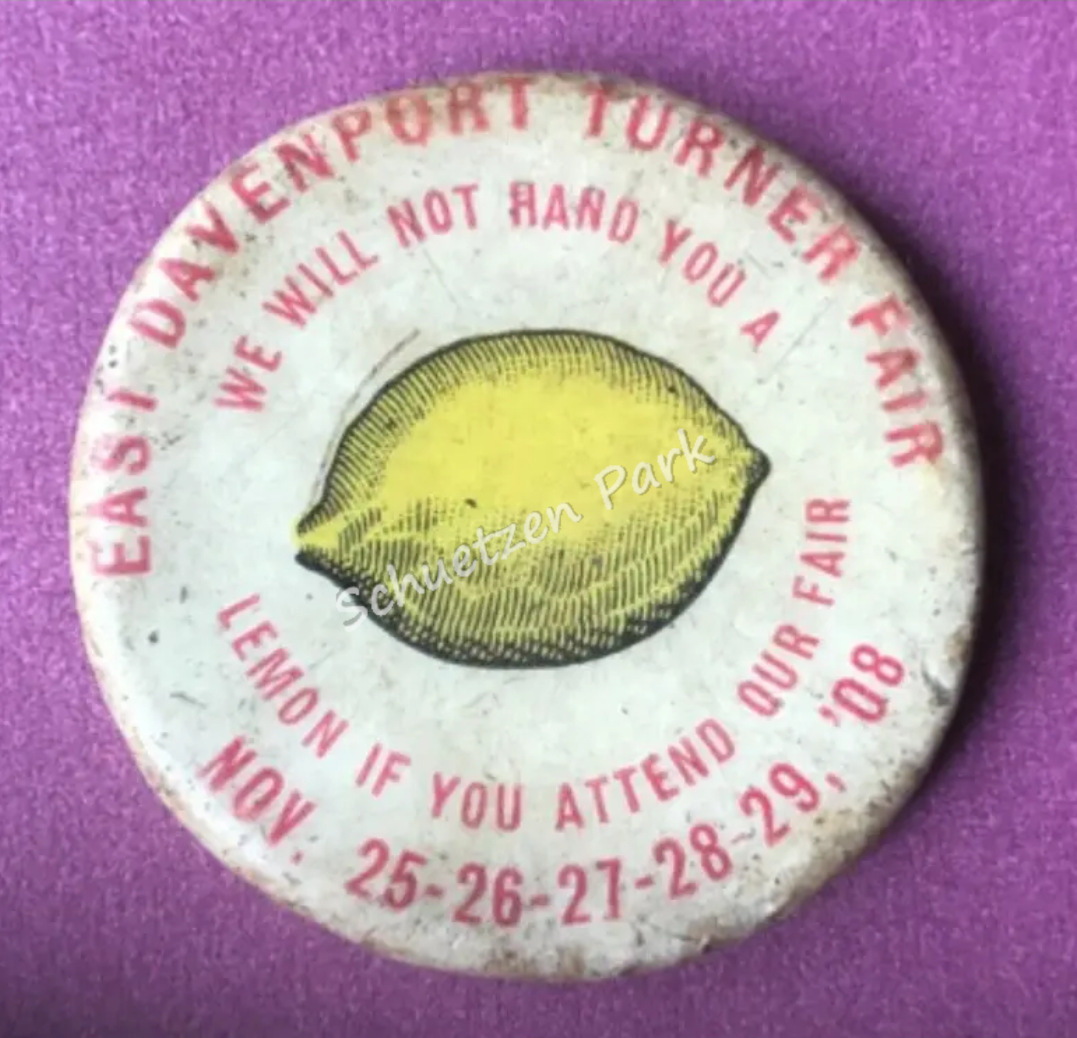 EAST DAVENPORT TURNER FAIR
WE WILL NOT HAND YOU A
Schuetzen Park
LEMON IF YOU ATTEND OUR FAIR
NOV. 25-26-27-28-29, '08